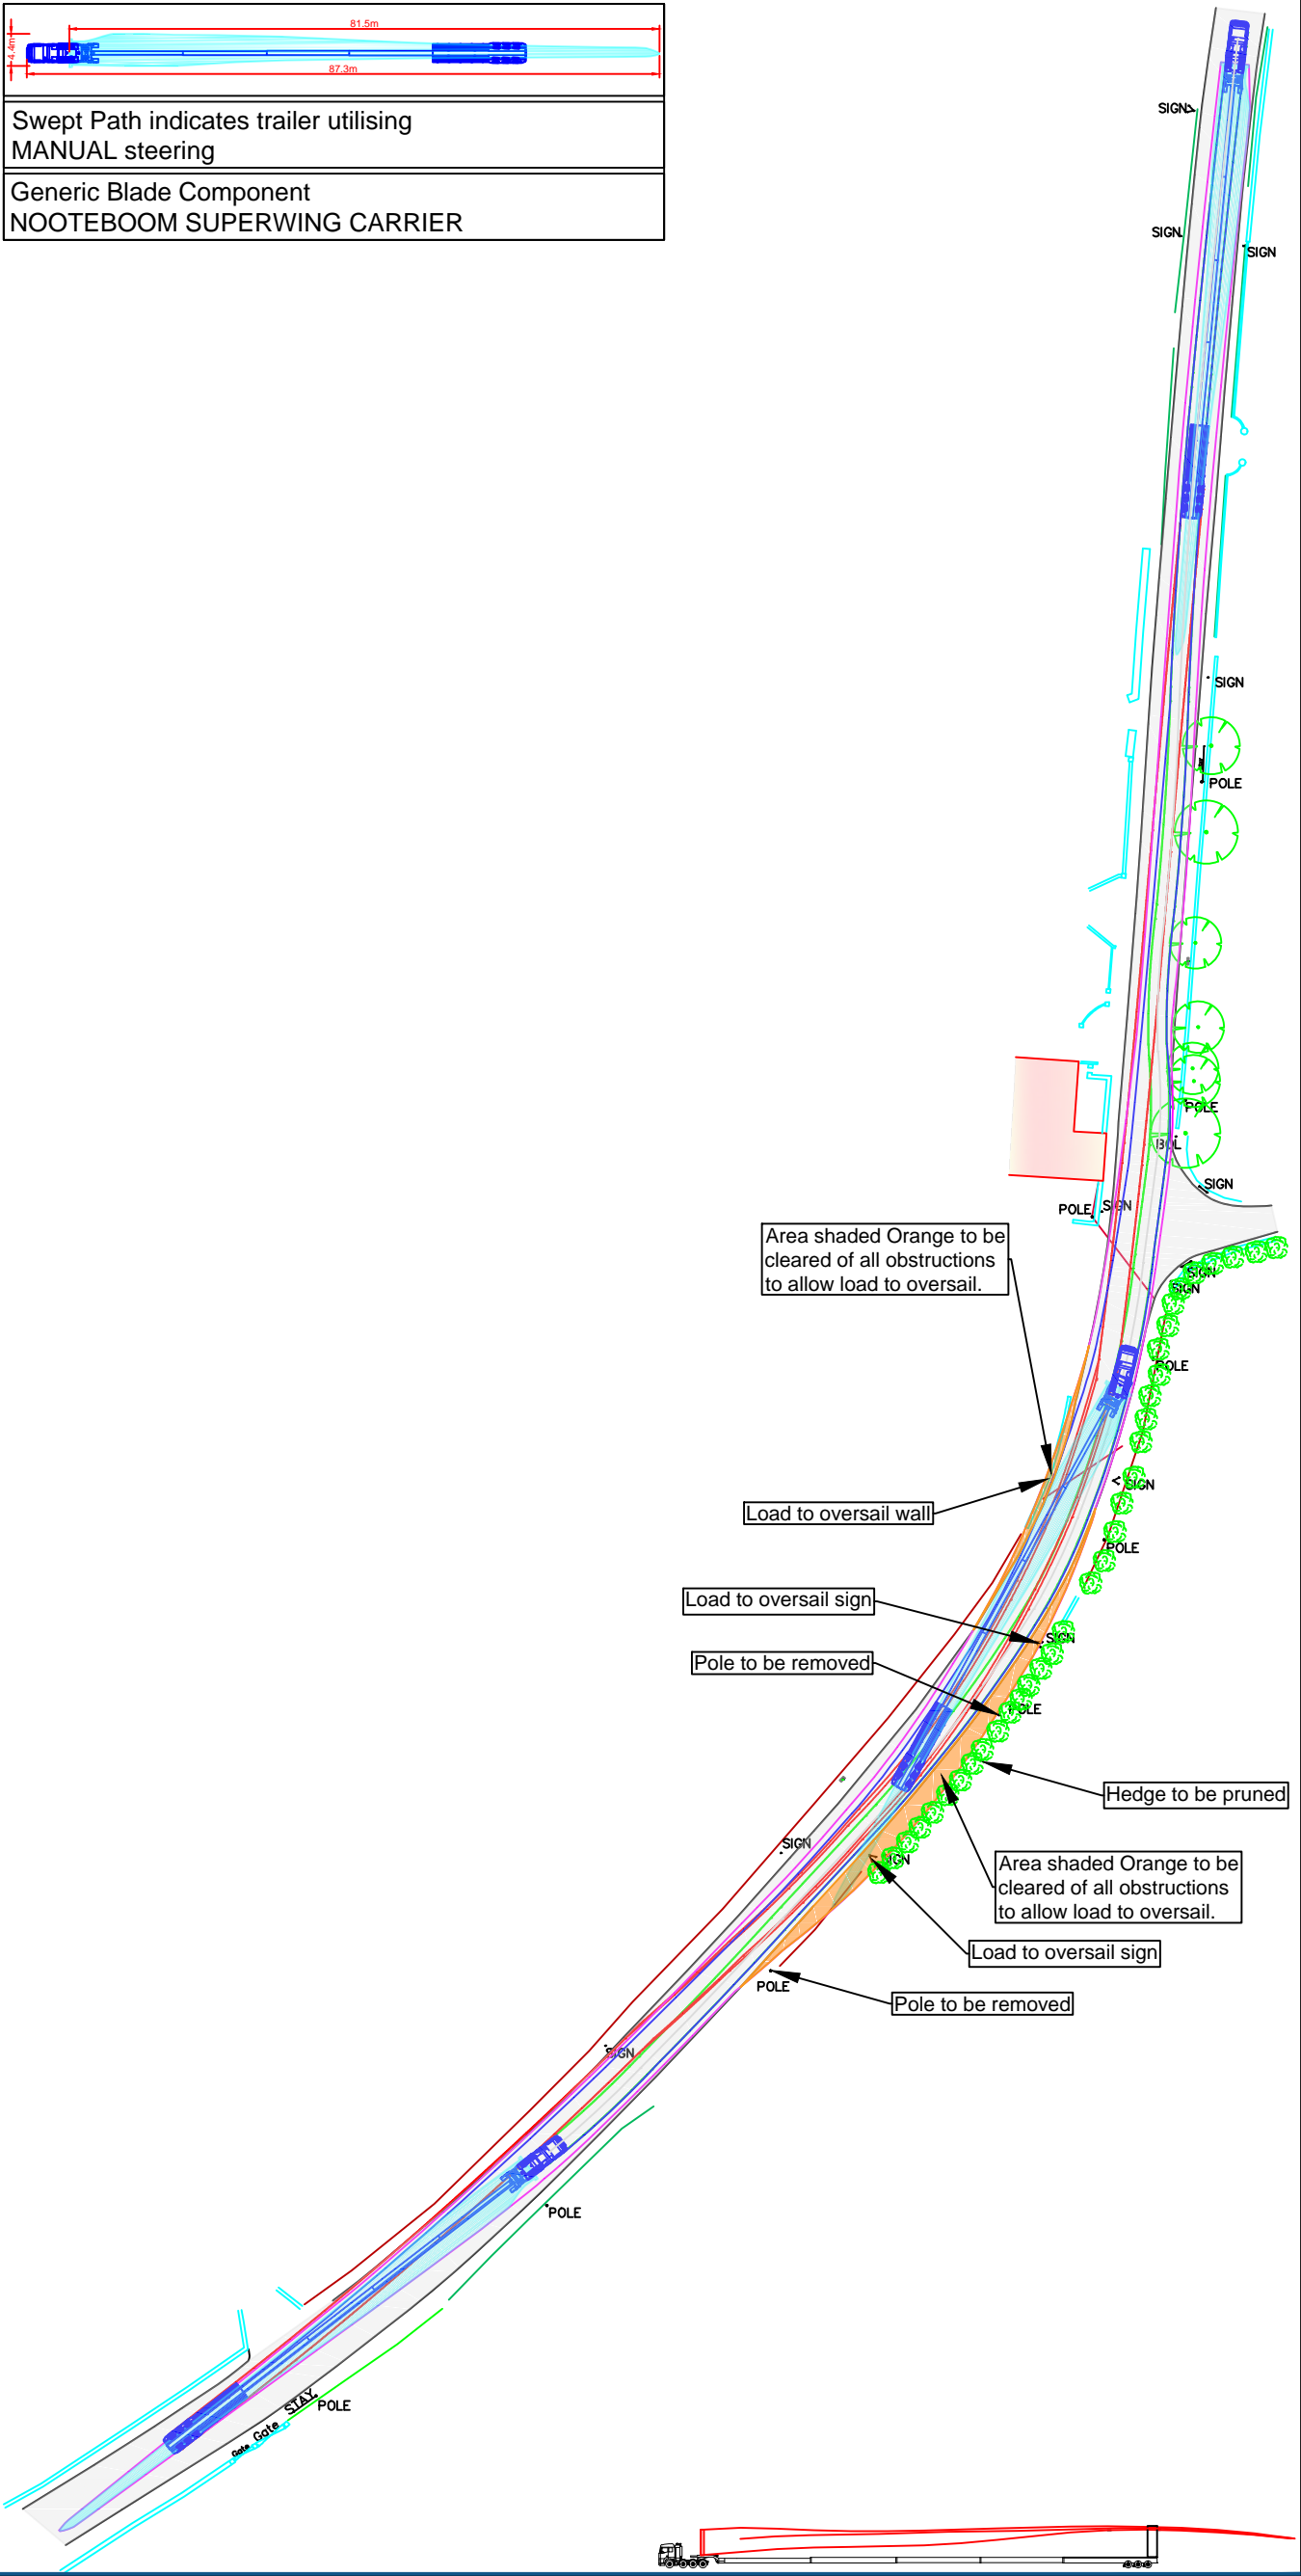 81.5m
4.4m
87.3m
Swept Path indicates trailer utilising
MANUAL steering
Generic Blade Component
NOOTEBOOM SUPERWING CARRIER
SIGN
SIGN
SIGN
SIGN
POLE
POLE
BOL
SIGN
POLE
SIGN
Area shaded Orange to be
cleared of all obstructions
to allow load to oversail.
SIGN
SIGN
POLE
SIGN
Load to oversail wall
POLE
Load to oversail sign
SIGN
Pole to be removed
POLE
Hedge to be pruned
SIGN
SIGN
Area shaded Orange to be
cleared of all obstructions
to allow load to oversail.
Load to oversail sign
POLE
Pole to be removed
SIGN
POLE
STAY
POLE
Gate
Gate